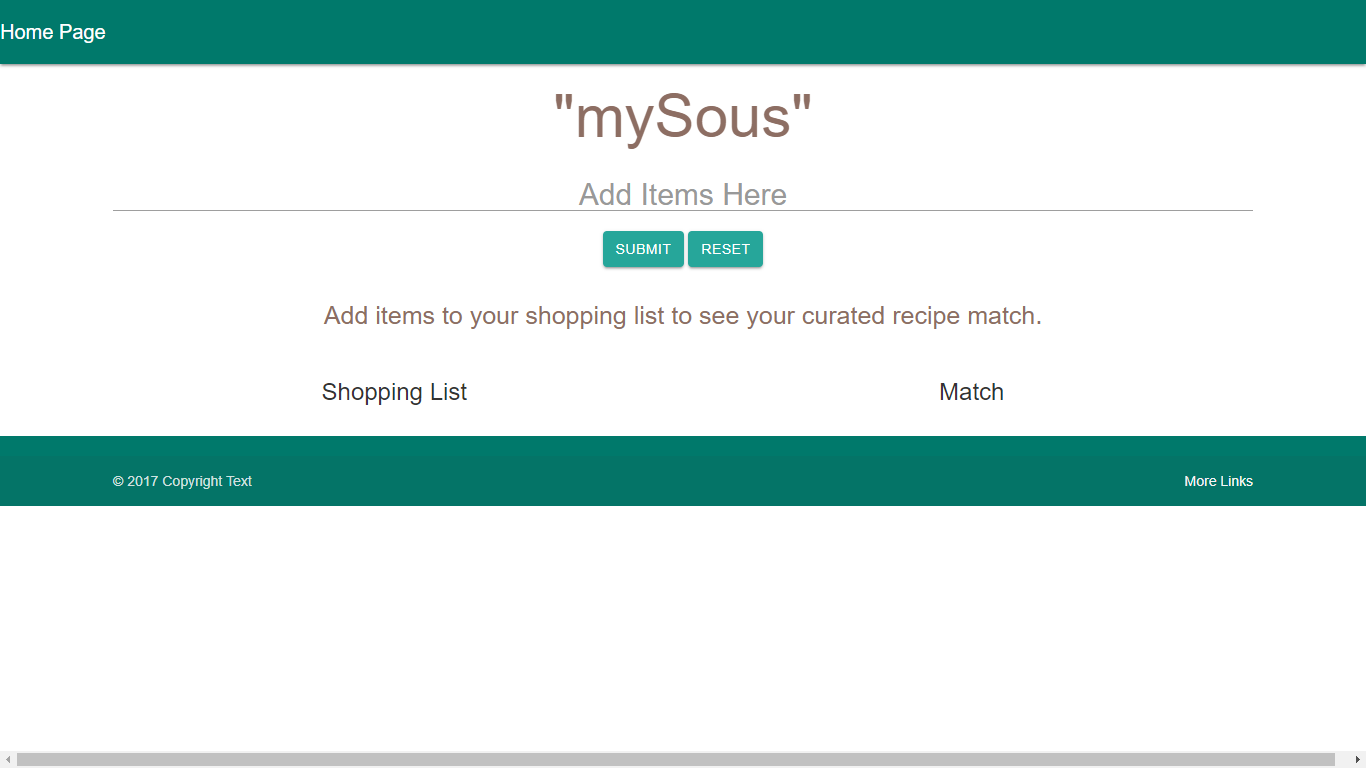 Home Page
"mySous"
Add Items Here
SUBMIT RESET
Add items to your shopping list to see your curated recipe match.
Shopping List Match
© 2017 Copyright Text More Links